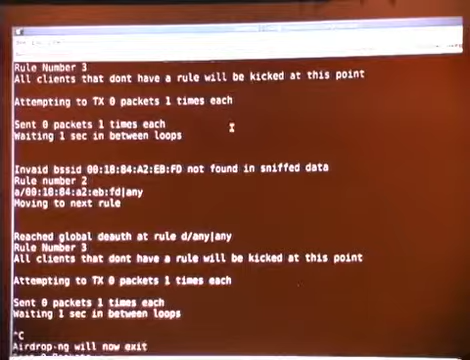 Rule Number 3
All clients that dont have a rule will be kicked at this point
Attempting to TX 0 packets 1 times each
Sent 0 packets 1 times each
Waiting 1 sec in between loops
Invaid bssid 00:18:84:A2:EB:FD not found in sniffed data
Rule number 2
a/00:18:84:a2:eb:fd|any
Moving to next rule
Reached global deauth at rule d/any|any
Rule Number 3
All clients that dont have a rule will be kicked at this point
Attempting to TX 0 packets 1 times each
Sent 0 packets 1 times each
Waiting 1 sec in between loops
^C
Airdrop-ng will now exit